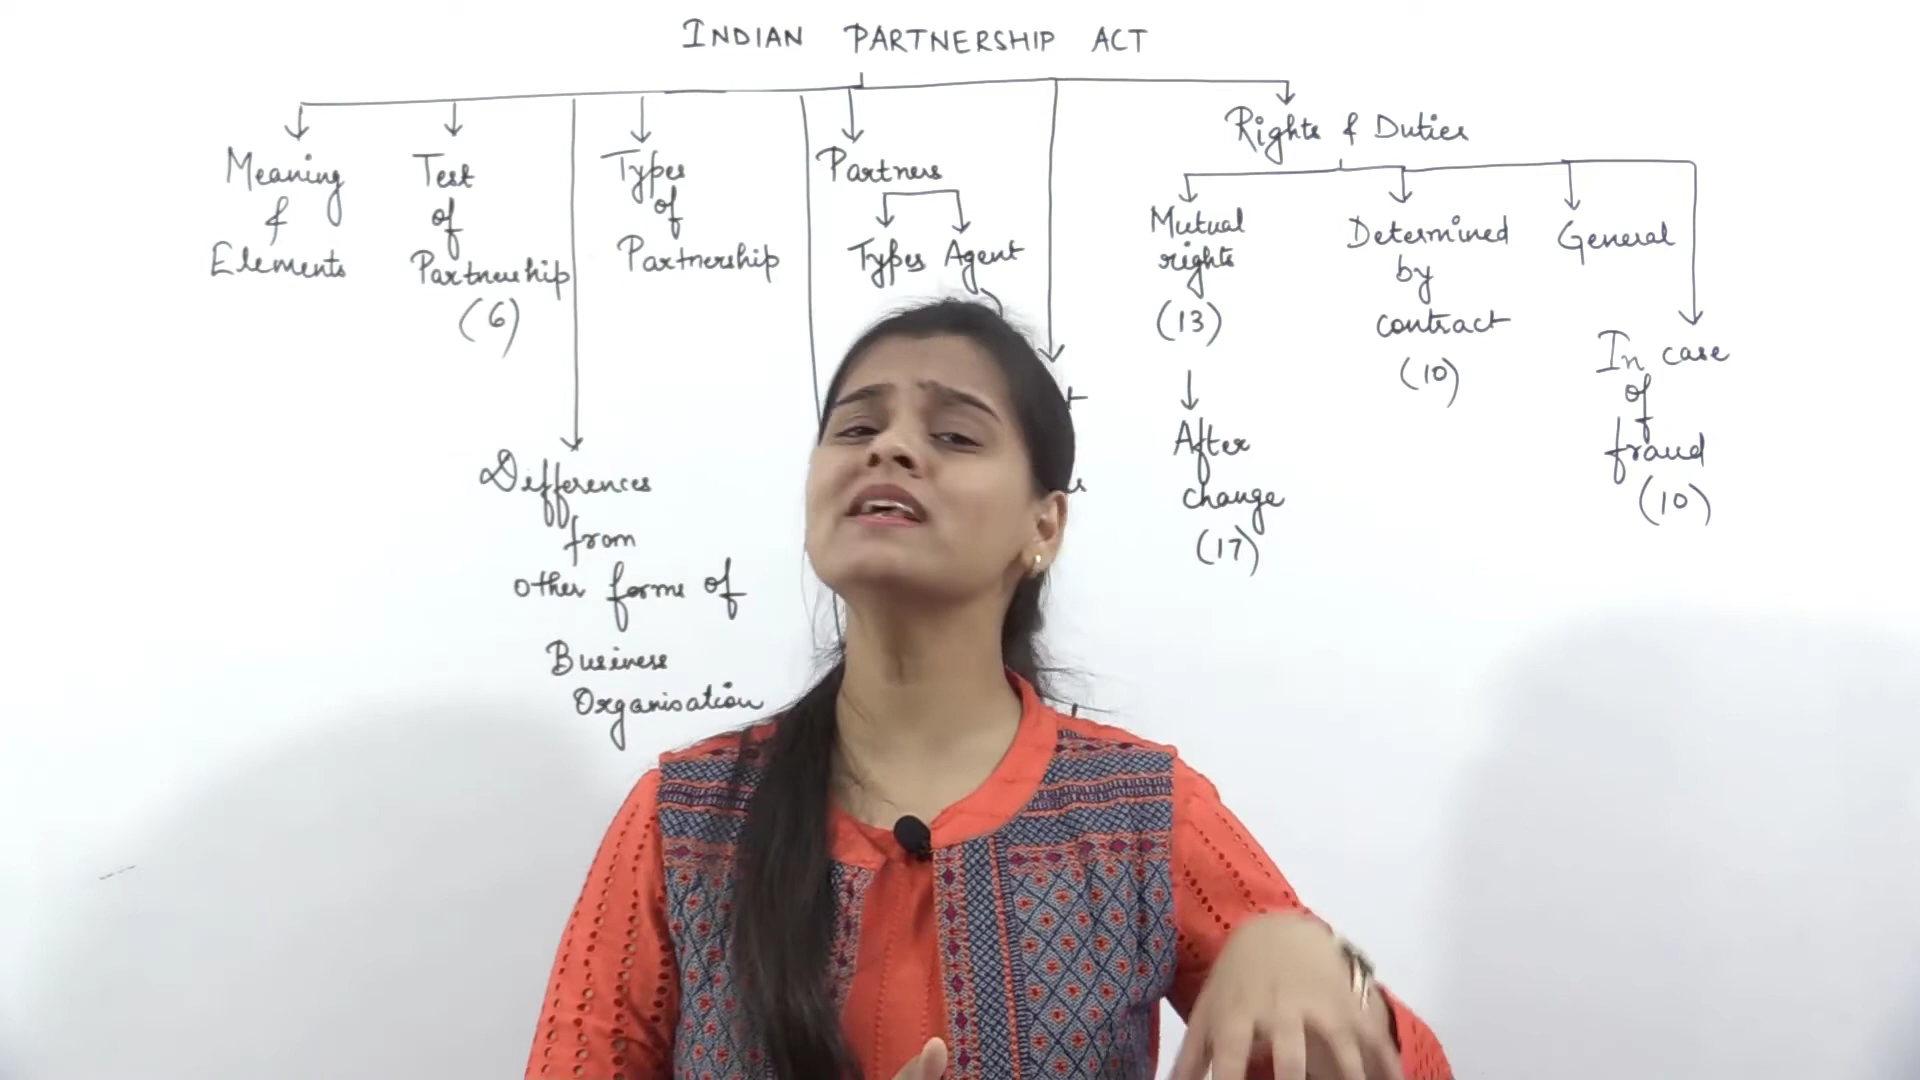 INDIAN PARTNERSHIP ACT
Meaning
&
Elements
Test
of
Partnership
(6)
Differences
from
other forms of
Business
Organisation
Types
of
Partnership
Partners
Types Agent
Rights & Duties
Mutual
rights
(13)
After
change
(17)
Determined
by
contract
(10)
General
In case
of
fraud
(10)